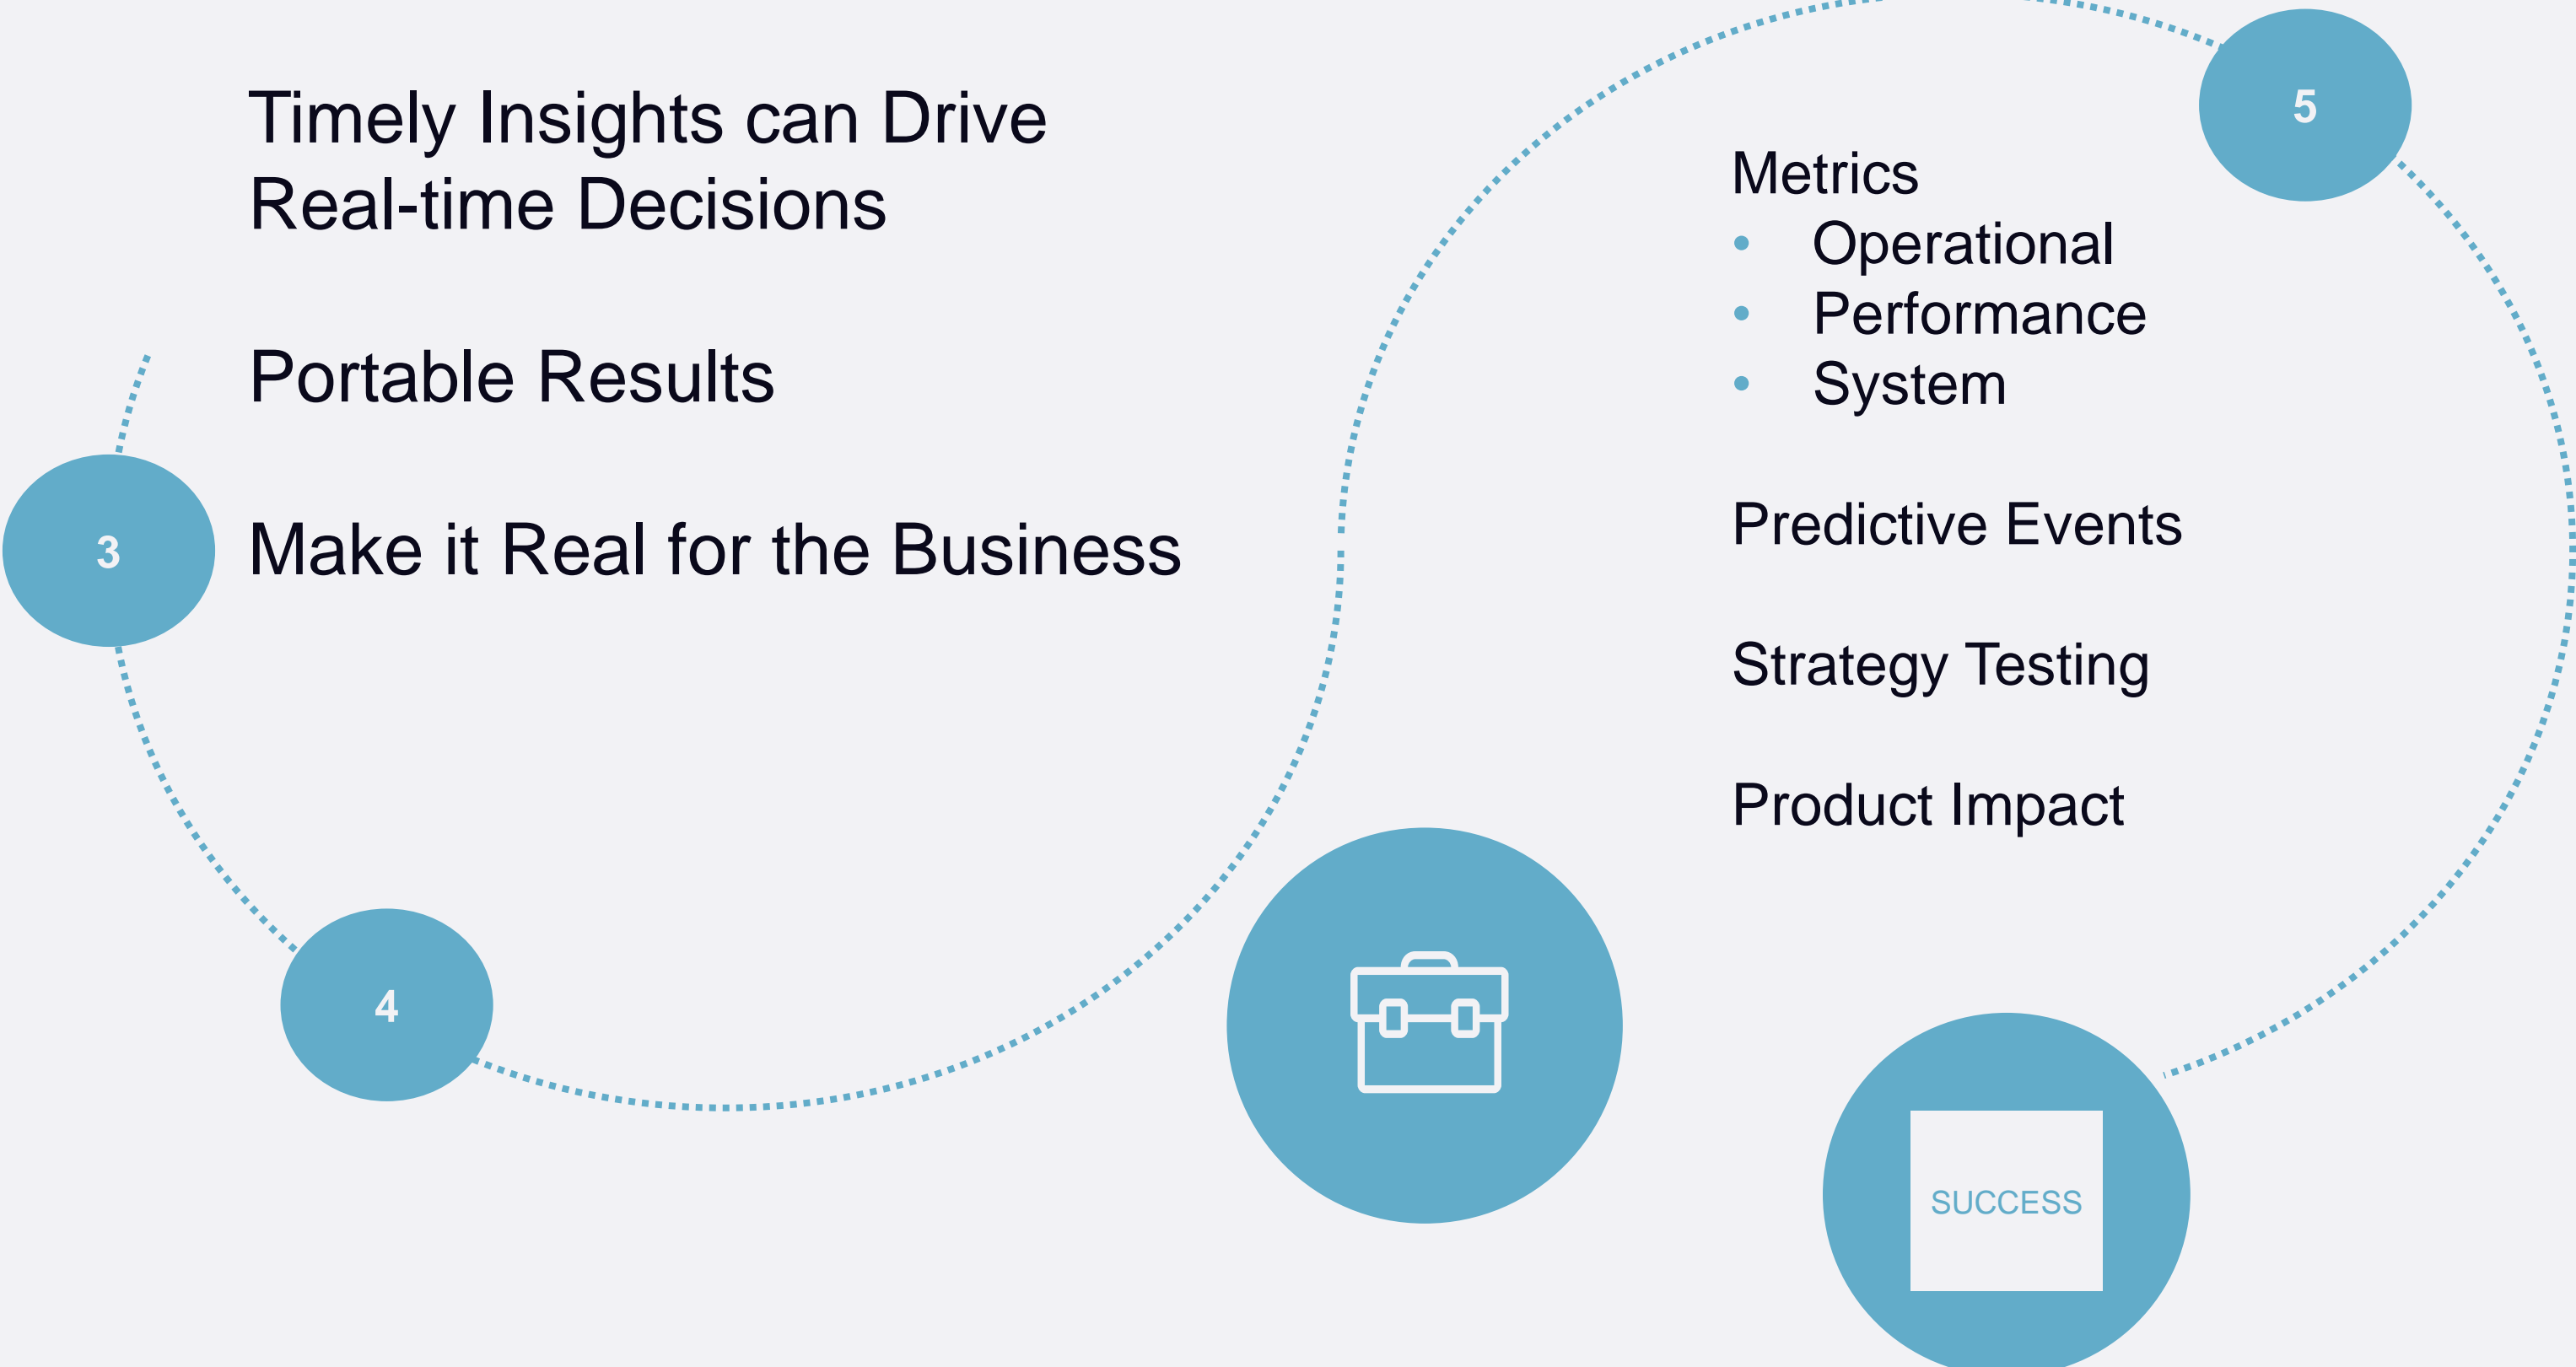 Timely Insights can Drive
Real-time Decisions
Portable Results
Make it Real for the Business
3
4
5
Metrics
• Operational
• Performance
• System
Predictive Events
Strategy Testing
Product Impact
SUCCESS